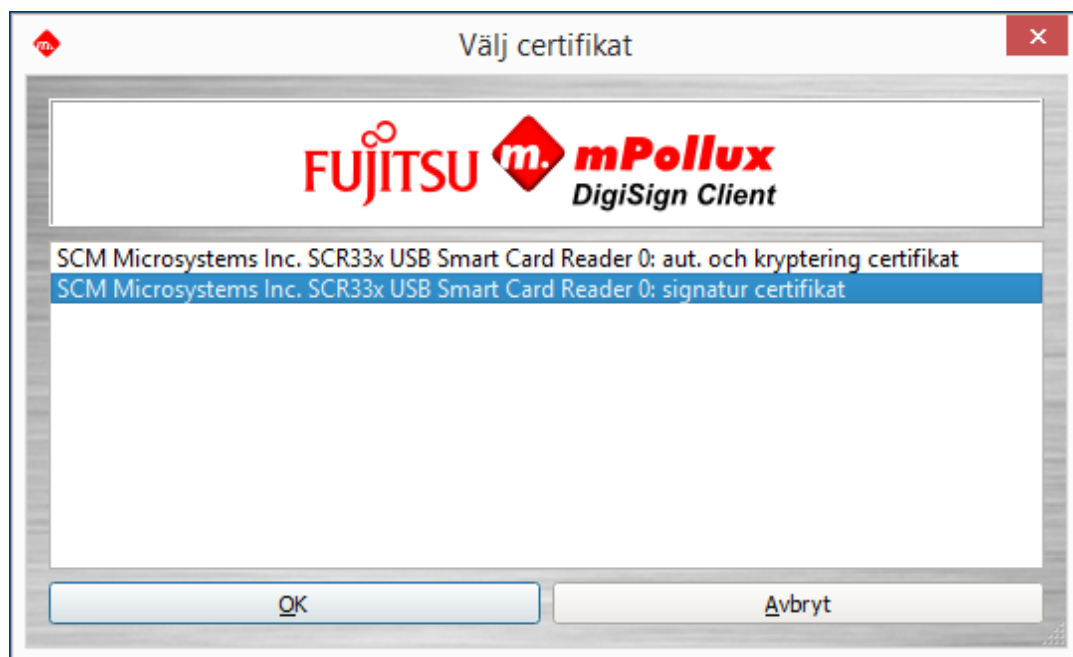 m.
Välj certifikat
FUJITSU m. mPollux
DigiSign Client
SCM Microsystems Inc. SCR33x USB Smart Card Reader 0: aut. och kryptering certifikat
SCM Microsystems Inc. SCR33x USB Smart Card Reader 0: signatur certifikat
OK
Avbryt